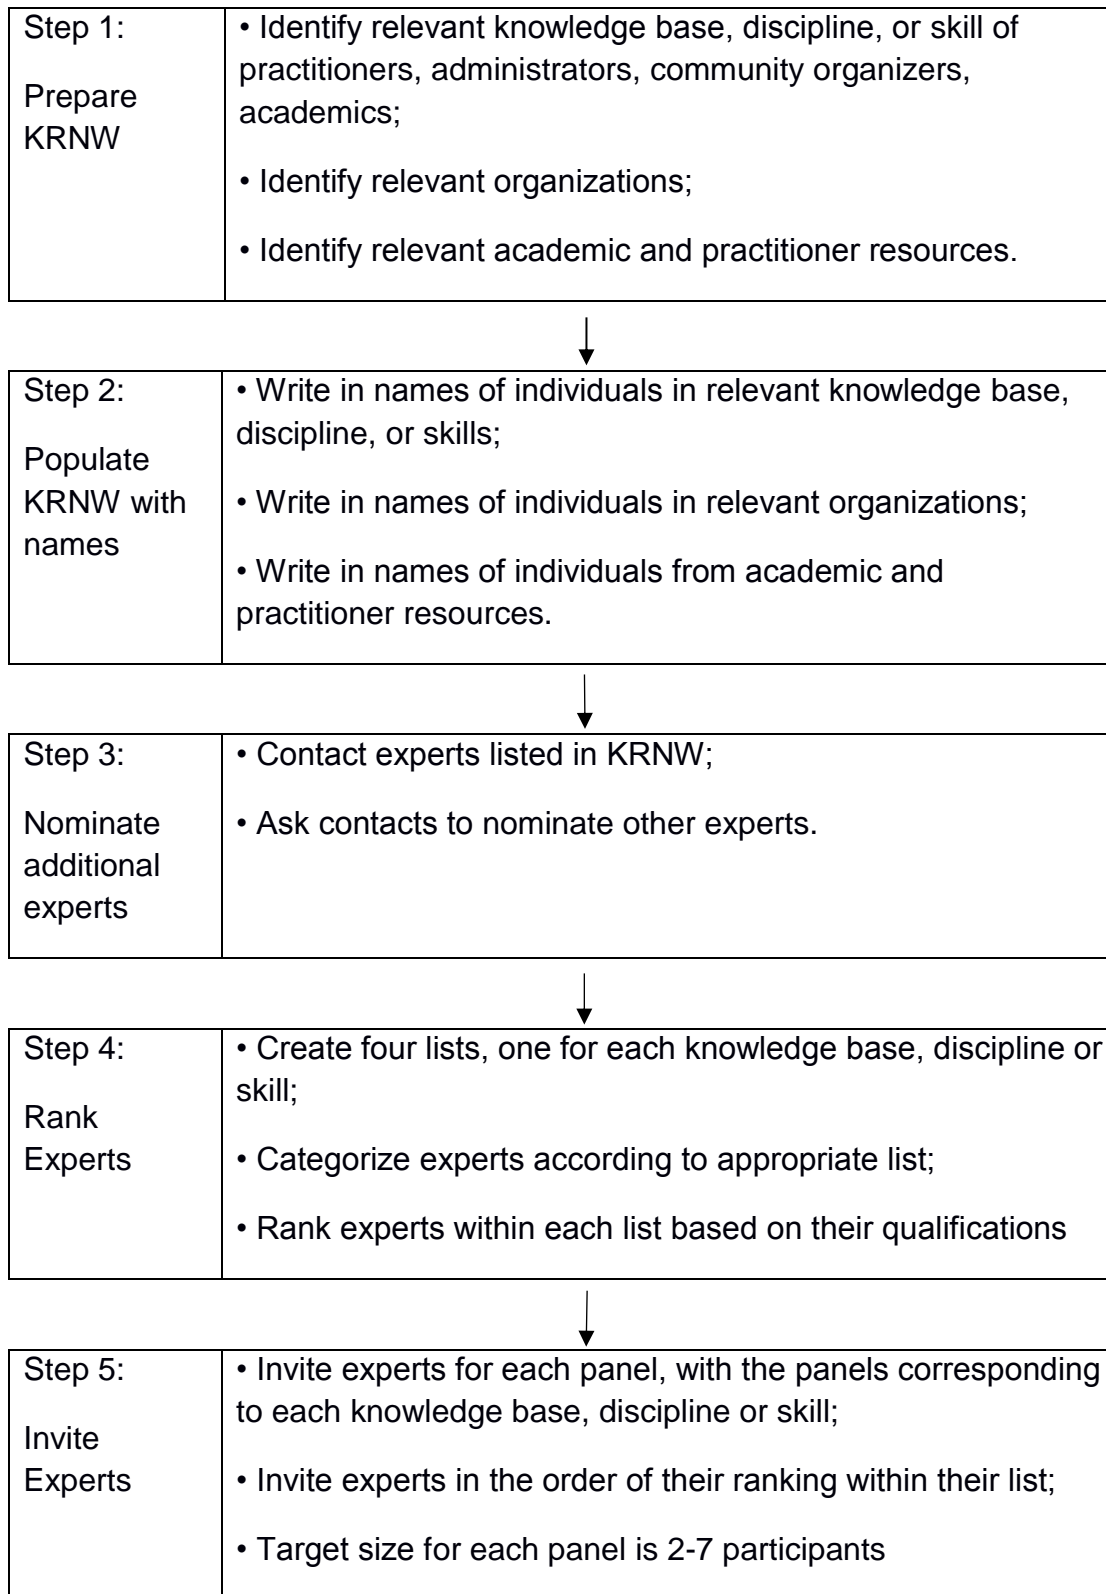 Step 1:
Prepare
KRNW
• Identify relevant knowledge base, discipline, or skill of
practitioners, administrators, community organizers,
academics;
• Identify relevant organizations;
• Identify relevant academic and practitioner resources.
Step 2:
Populate
KRNW with
names
• Write in names of individuals in relevant knowledge base,
discipline, or skills;
• Write in names of individuals in relevant organizations;
• Write in names of individuals from academic and
practitioner resources.
Step 3:
Nominate
additional
experts
• Contact experts listed in KRNW;
• Ask contacts to nominate other experts.
Step 4:
Rank
Experts
• Create four lists, one for each knowledge base, discipline or
skill;
• Categorize experts according to appropriate list;
• Rank experts within each list based on their qualifications
Step 5:
Invite
Experts
• Invite experts for each panel, with the panels corresponding
to each knowledge base, discipline or skill;
• Invite experts in the order of their ranking within their list;
• Target size for each panel is 2-7 participants